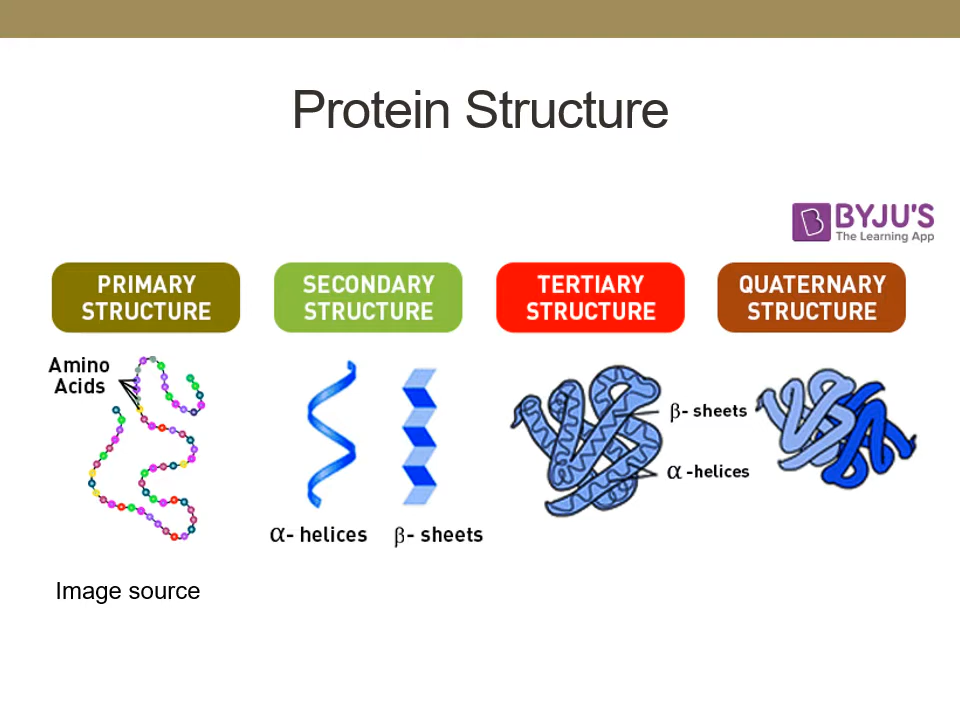 Protein Structure
BYJU'S
The Learning App
PRIMARY
STRUCTURE
SECONDARY
STRUCTURE
TERTIARY
STRUCTURE
QUATERNARY
STRUCTURE
Amino
Acids
α- helices
β- sheets
β- sheets
α -helices
Image source